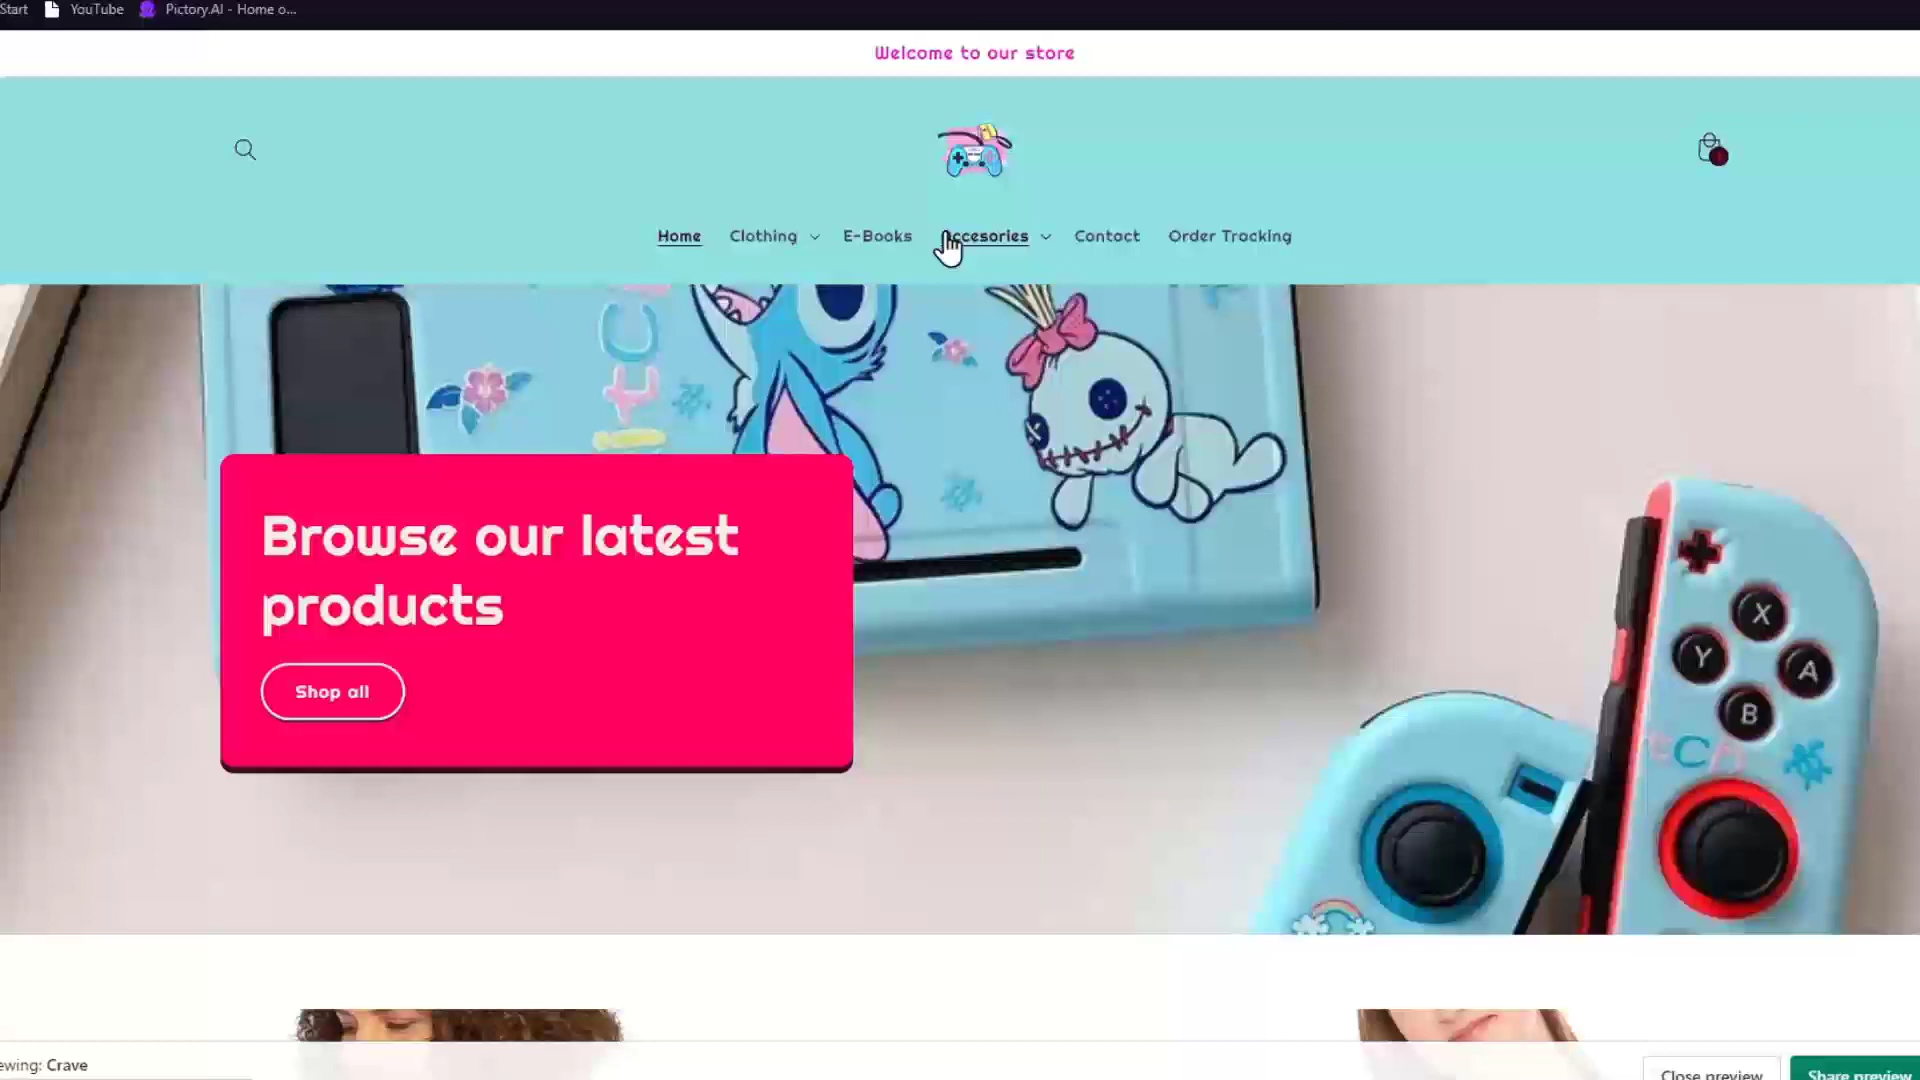 Start YouTube Pictory.AI - Home o...
Welcome to our store
Home Clothing E-Books Accesories Contact Order Tracking
Browse our latest
products
Shop all
X
Y A
B
ewing: Crave
Close preview Share preview